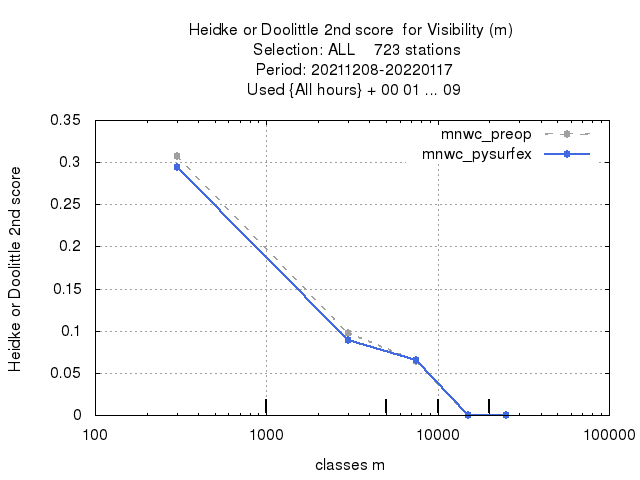 Heidke or Doolittle 2nd score  for Visibility (m)
Selection: ALL    723 stations
Period: 20211208-20220117
Used {All hours} + 00 01 ... 09
mnwc_preop
mnwc_pysurfex
Heidke or Doolittle 2nd score
0.35
0.3
0.25
0.2
0.15
0.1
0.05
0
100 1000 10000 100000
classes m